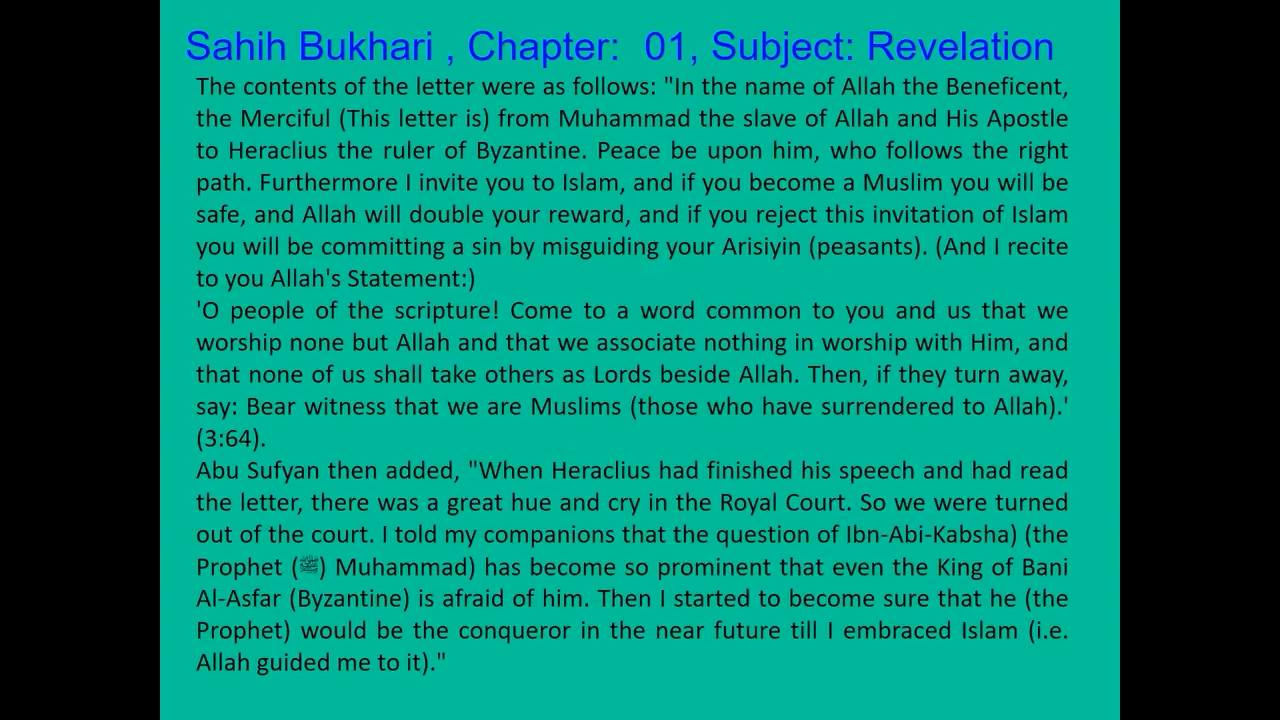 Sahih Bukhari , Chapter:  01, Subject: Revelation
The contents of the letter were as follows: "In the name of Allah the Beneficent,
the Merciful (This letter is) from Muhammad the slave of Allah and His Apostle
to Heraclius the ruler of Byzantine. Peace be upon him, who follows the right
path. Furthermore I invite you to Islam, and if you become a Muslim you will be
safe, and Allah will double your reward, and if you reject this invitation of Islam
you will be committing a sin by misguiding your Arisiyin (peasants). (And I recite
to you Allah's Statement:)
'O people of the scripture! Come to a word common to you and us that we
worship none but Allah and that we associate nothing in worship with Him, and
that none of us shall take others as Lords beside Allah. Then, if they turn away,
say: Bear witness that we are Muslims (those who have surrendered to Allah).'
(3:64).
Abu Sufyan then added, "When Heraclius had finished his speech and had read
the letter, there was a great hue and cry in the Royal Court. So we were turned
out of the court. I told my companions that the question of Ibn-Abi-Kabsha) (the
Prophet (ﷺ) Muhammad) has become so prominent that even the King of Bani
Al-Asfar (Byzantine) is afraid of him. Then I started to become sure that he (the
Prophet) would be the conqueror in the near future till I embraced Islam (i.e.
Allah guided me to it)."